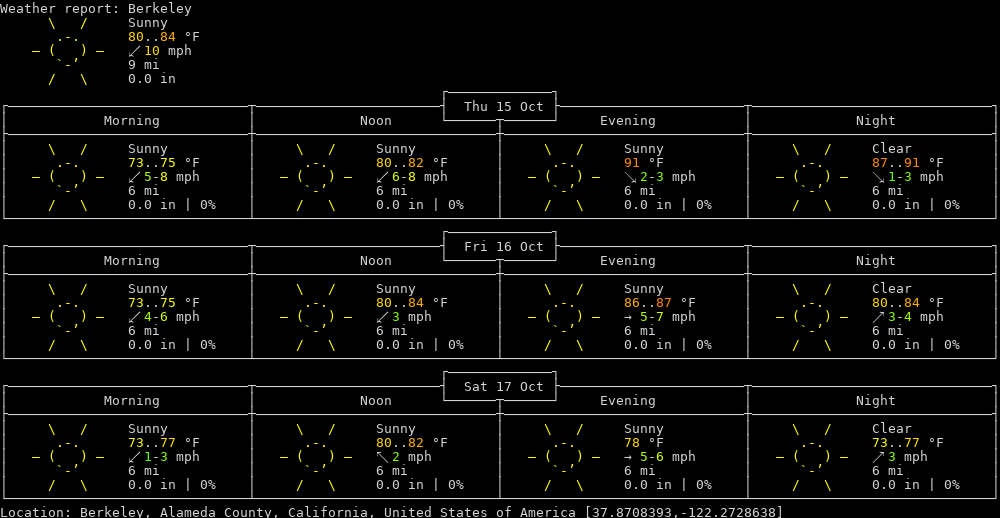 Weather report: Berkeley
Sunny
80..84 °F
↙ 10 mph
9 mi
0.0 in
Thu 15 Oct
Morning Noon Evening Night
Sunny Sunny Sunny Clear
73..75 °F 80..82 °F 91 °F 87..91 °F
↙ 5-8 mph ↙ 6-8 mph ↘ 2-3 mph ↘ 1-3 mph
6 mi 6 mi 6 mi 6 mi
0.0 in | 0% 0.0 in | 0% 0.0 in | 0% 0.0 in | 0%
Fri 16 Oct
Morning Noon Evening Night
Sunny Sunny Sunny Clear
73..75 °F 80..84 °F 86..87 °F 80..84 °F
↙ 4-6 mph ↙ 3 mph → 5-7 mph ↗ 3-4 mph
6 mi 6 mi 6 mi 6 mi
0.0 in | 0% 0.0 in | 0% 0.0 in | 0% 0.0 in | 0%
Sat 17 Oct
Morning Noon Evening Night
Sunny Sunny Sunny Clear
73..77 °F 80..82 °F 78 °F 73..77 °F
↙ 1-3 mph ↖ 2 mph → 5-6 mph ↗ 3 mph
6 mi 6 mi 6 mi 6 mi
0.0 in | 0% 0.0 in | 0% 0.0 in | 0% 0.0 in | 0%
Location: Berkeley, Alameda County, California, United States of America [37.8708393,-122.2728638]